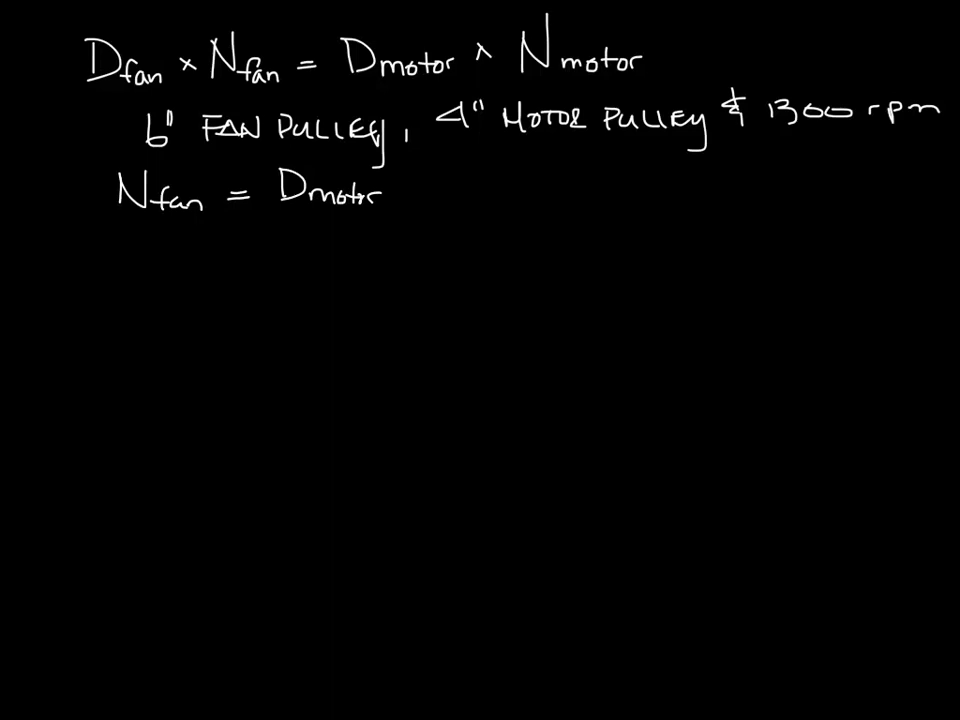 Dfan × Nfan = Dmotor × Nmotor
6" FAN PULLEY, 4" MOTOR PULLEY & 1300 rpm
Nfan = Dmotor